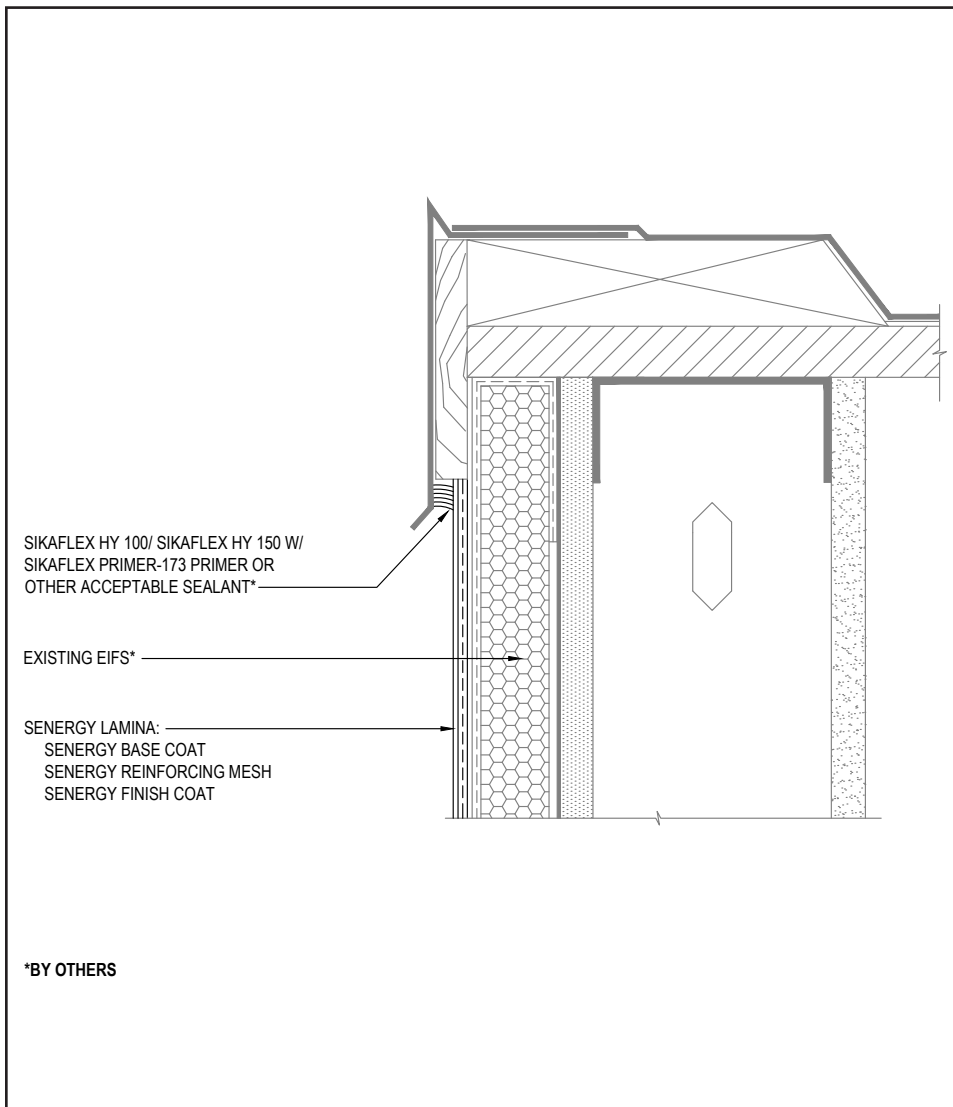 SIKAFLEX HY 100/ SIKAFLEX HY 150 W/
SIKAFLEX PRIMER-173 PRIMER OR
OTHER ACCEPTABLE SEALANT*
EXISTING EIFS*
SENERGY LAMINA:
SENERGY BASE COAT
SENERGY REINFORCING MESH
SENERGY FINISH COAT
*BY OTHERS